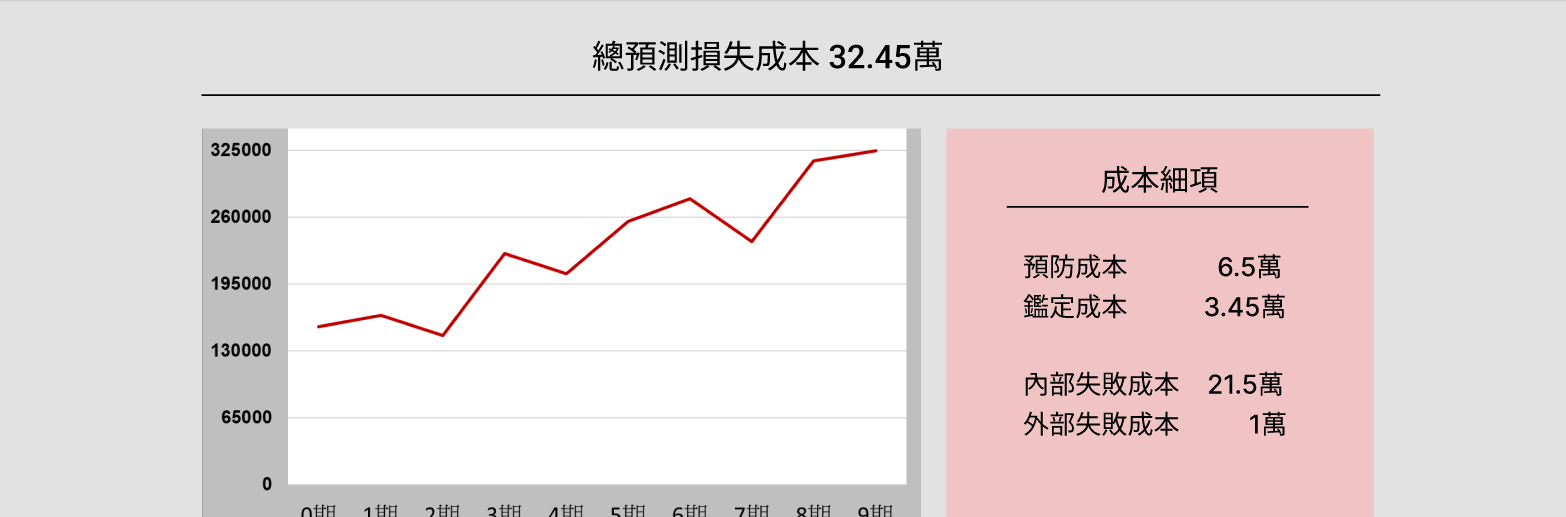 總預測損失成本 32.45萬
325000
260000
195000
130000
65000
0
0期 1期 2期 3期 4期 5期 6期 7期 8期 9期
成本細項
預防成本 6.5萬
鑑定成本 3.45萬
內部失敗成本 21.5萬
外部失敗成本 1萬